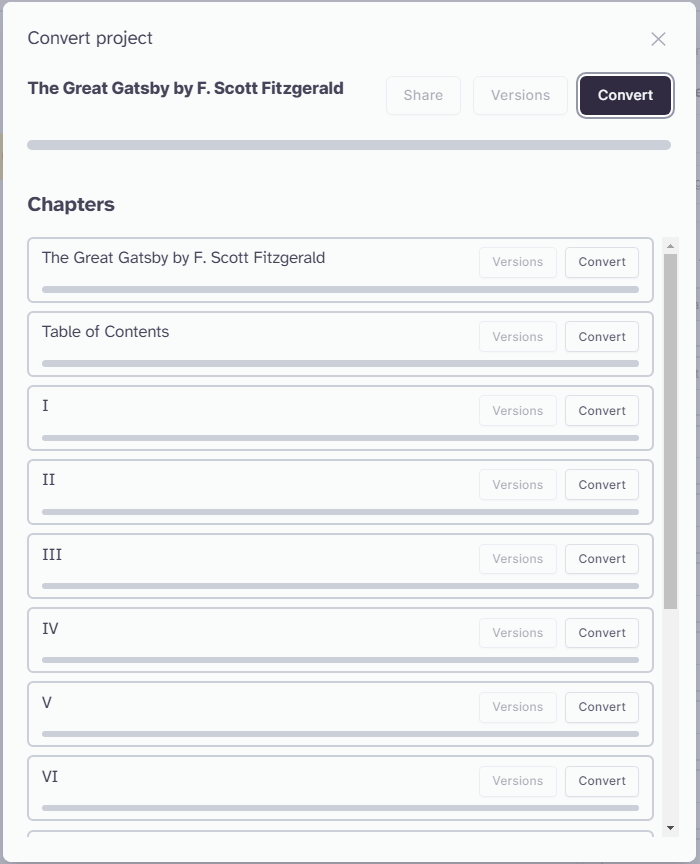 Convert project
The Great Gatsby by F. Scott Fitzgerald
Share
Versions
Convert
Chapters
The Great Gatsby by F. Scott Fitzgerald
Versions
Convert
Table of Contents
Versions
Convert
I
Versions
Convert
II
Versions
Convert
III
Versions
Convert
IV
Versions
Convert
V
Versions
Convert
VI
Versions
Convert